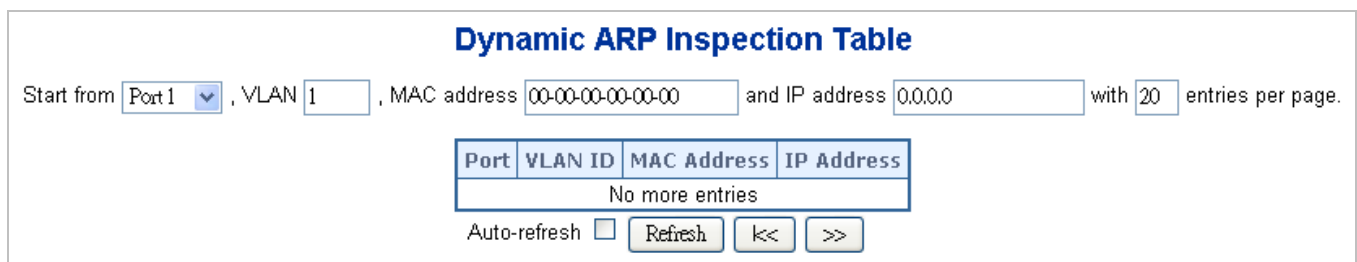 Dynamic ARP Inspection Table
Start from Port 1 , VLAN 1 , MAC address 00-00-00-00-00-00 and IP address 0.0.0.0 with 20 entries per page.
Port VLAN ID MAC Address IP Address
No more entries
Auto-refresh Refresh |<< >>